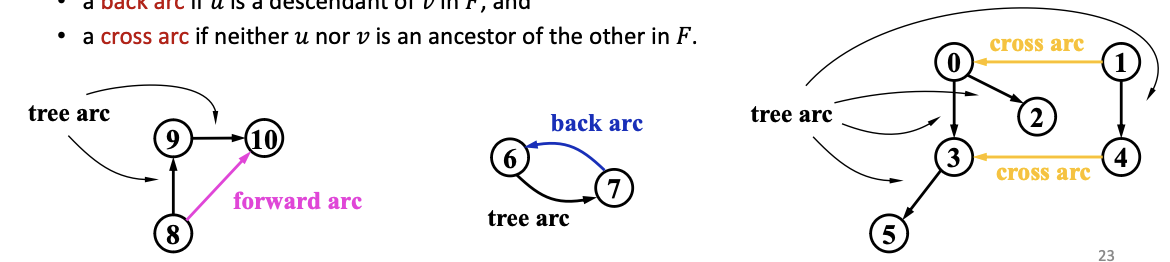 • a back arc if u is a descendant of v in F, and
• a cross arc if neither u nor v is an ancestor of the other in F.
tree arc
9
10
forward arc
8
back arc
6
7
tree arc
tree arc
cross arc
0
1
2
3
4
cross arc
5
23